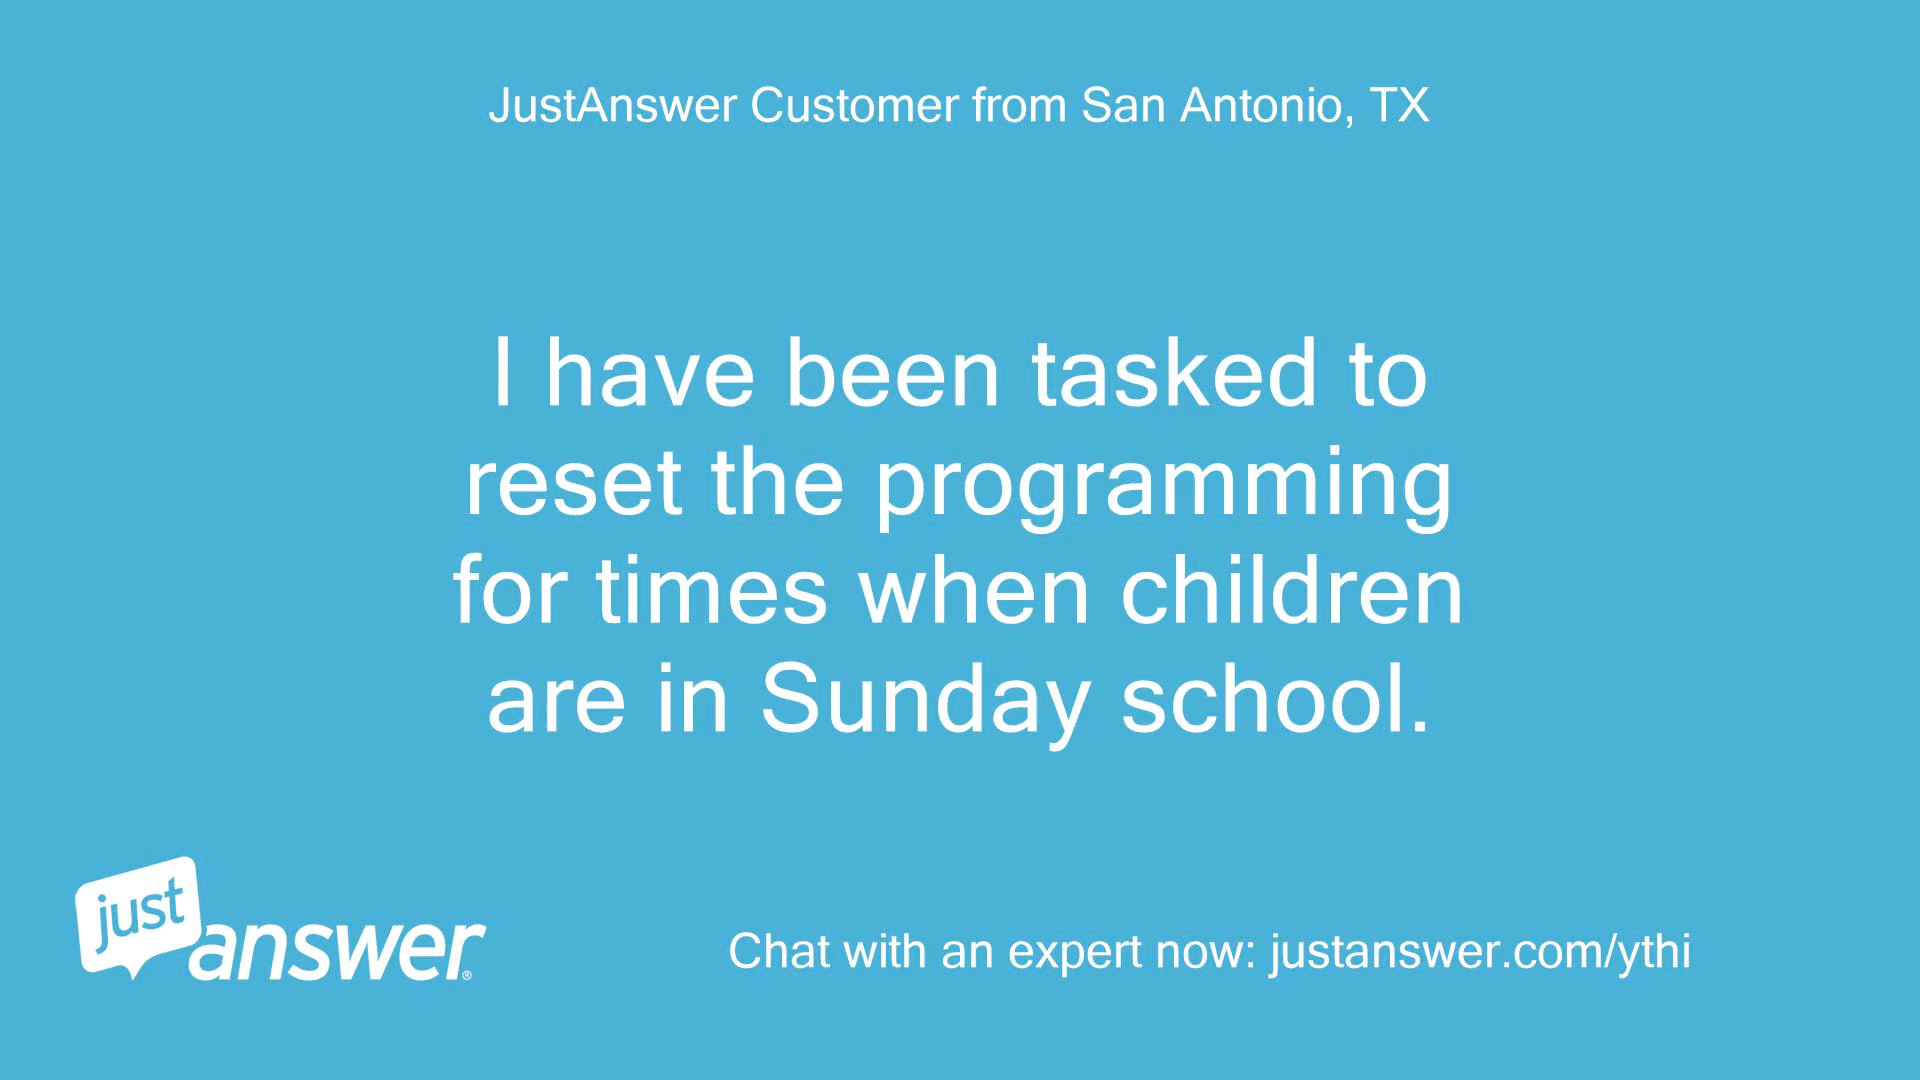 JustAnswer Customer from San Antonio, TX
I have been tasked to
reset the programming
for times when children
are in Sunday school.
just
answer®
Chat with an expert now: justanswer.com/ythi